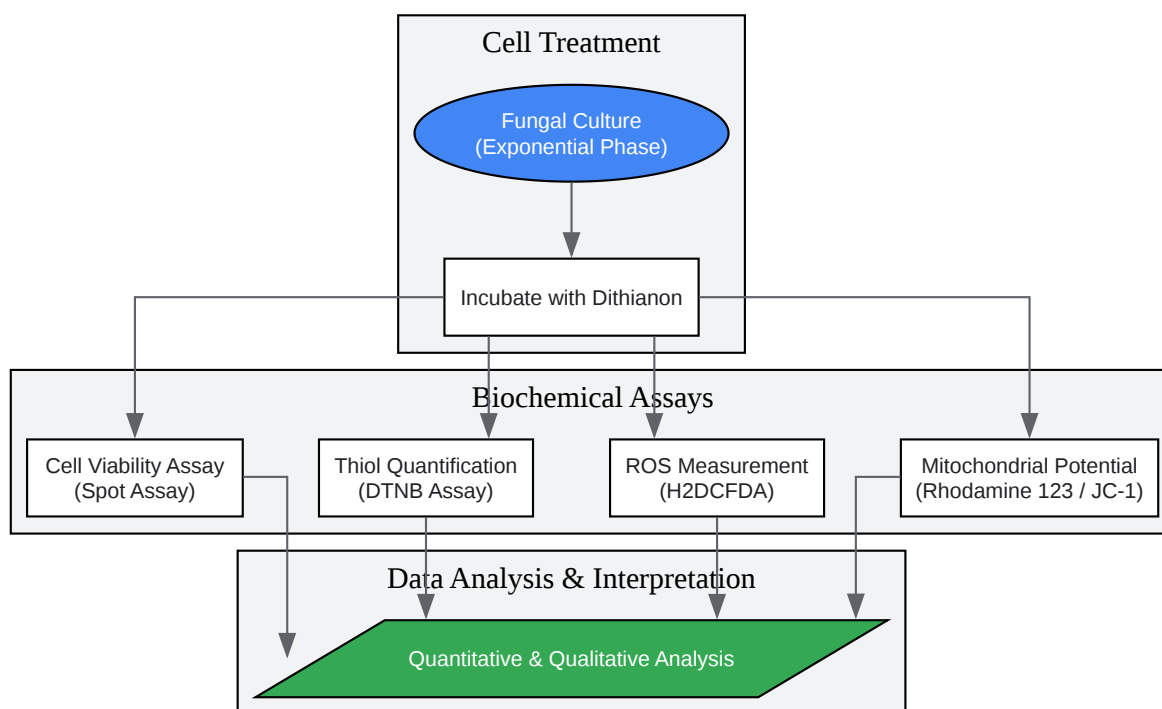 Cell Treatment
Fungal Culture
(Exponential Phase)
Incubate with Dithianon
Biochemical Assays
Cell Viability Assay
(Spot Assay)
Thiol Quantification
(DTNB Assay)
ROS Measurement
(H2DCFDA)
Mitochondrial Potential
(Rhodamine 123 / JC-1)
Data Analysis & Interpretation
Quantitative & Qualitative Analysis